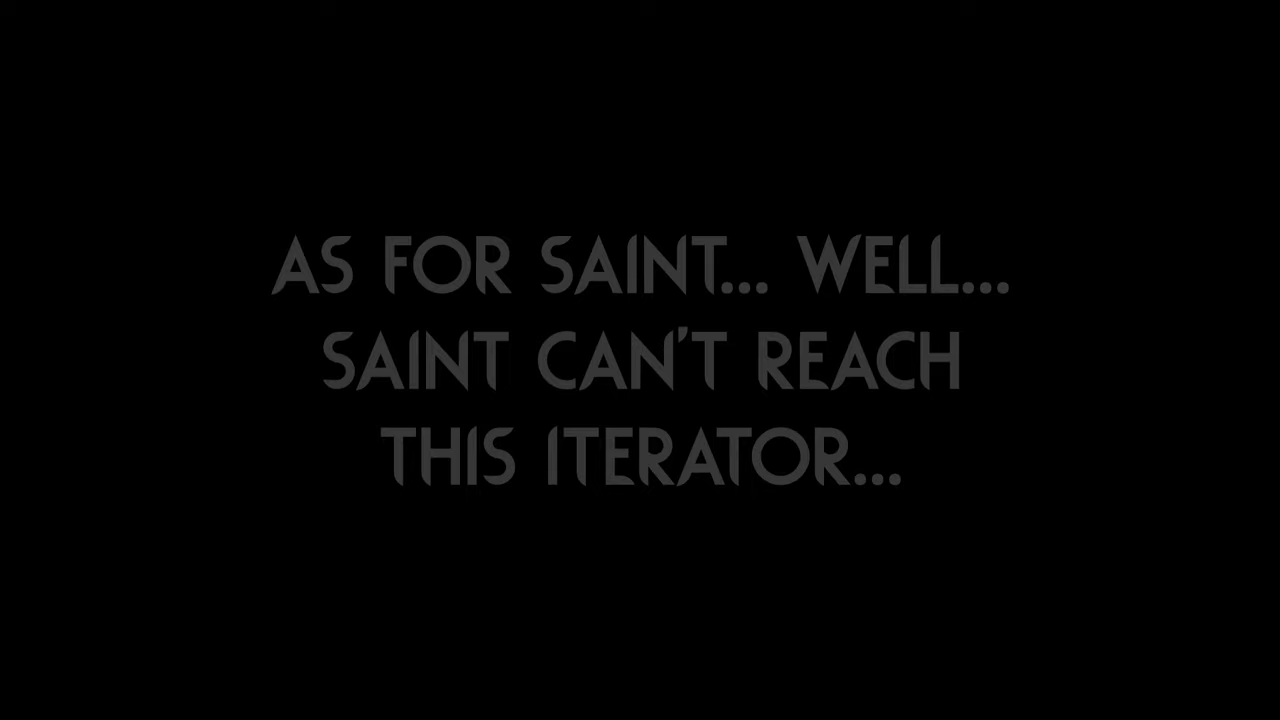 AS FOR SAINT... WELL...
SAINT CAN'T REACH
THIS ITERATOR...